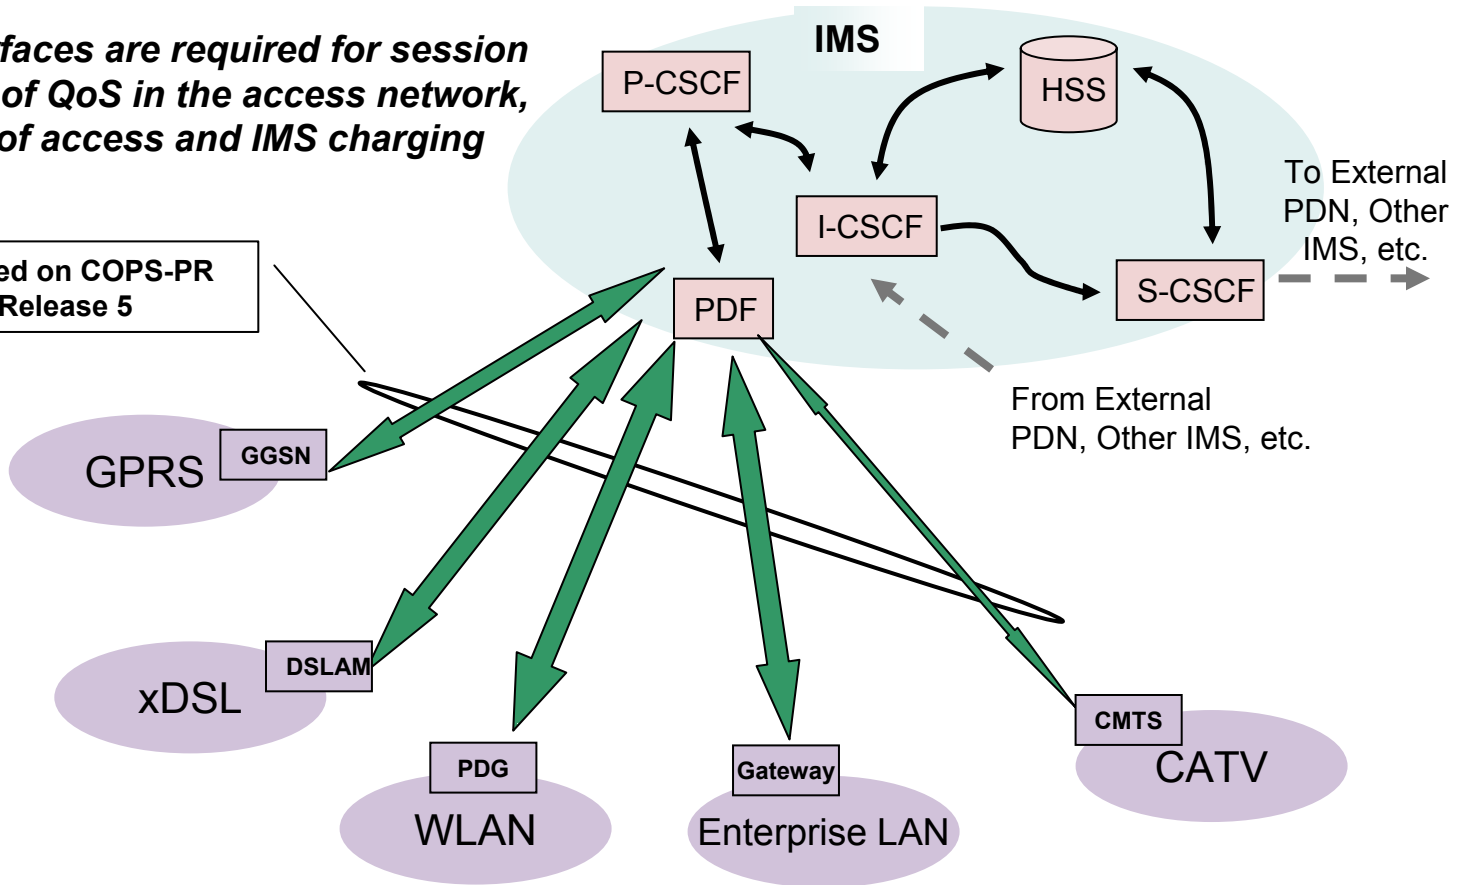 rfaces are required for session
of QoS in the access network,
of access and IMS charging
ed on COPS-PR
Release 5
IMS
P-CSCF
HSS
I-CSCF
S-CSCF
PDF
To External
PDN, Other
IMS, etc.
From External
PDN, Other IMS, etc.
GPRS
GGSN
xDSL
DSLAM
PDG
WLAN
Gateway
Enterprise LAN
CMTS
CATV